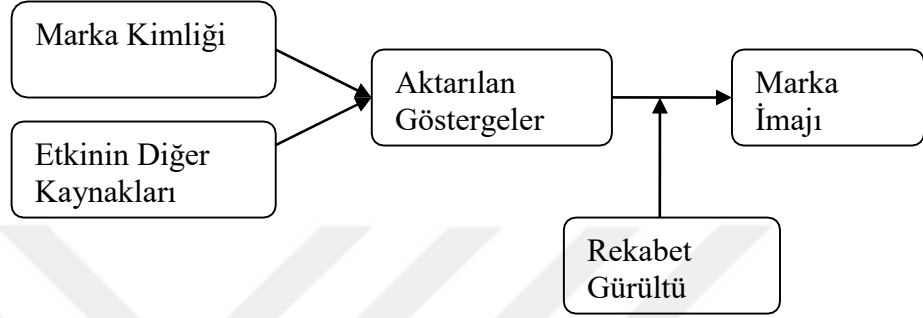 Marka Kimliği
Etkinin Diğer
Kaynakları
Aktarılan
Göstergeler
Marka
İmajı
Rekabet
Gürültü